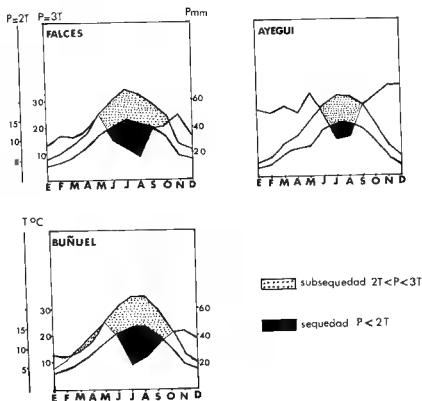 P=2T P=3T Pmm
FALCES
30 60
15 20 40
10 10 20
E F M A M J J A S O N D
AYEGUI
E F M A M J J A S O N D
T°C
BUÑUEL
30 60
15 20 40
10 10 20
5
E F M A M J J A S O N D
subsequedad 2T<P<3T
sequedad P<2T